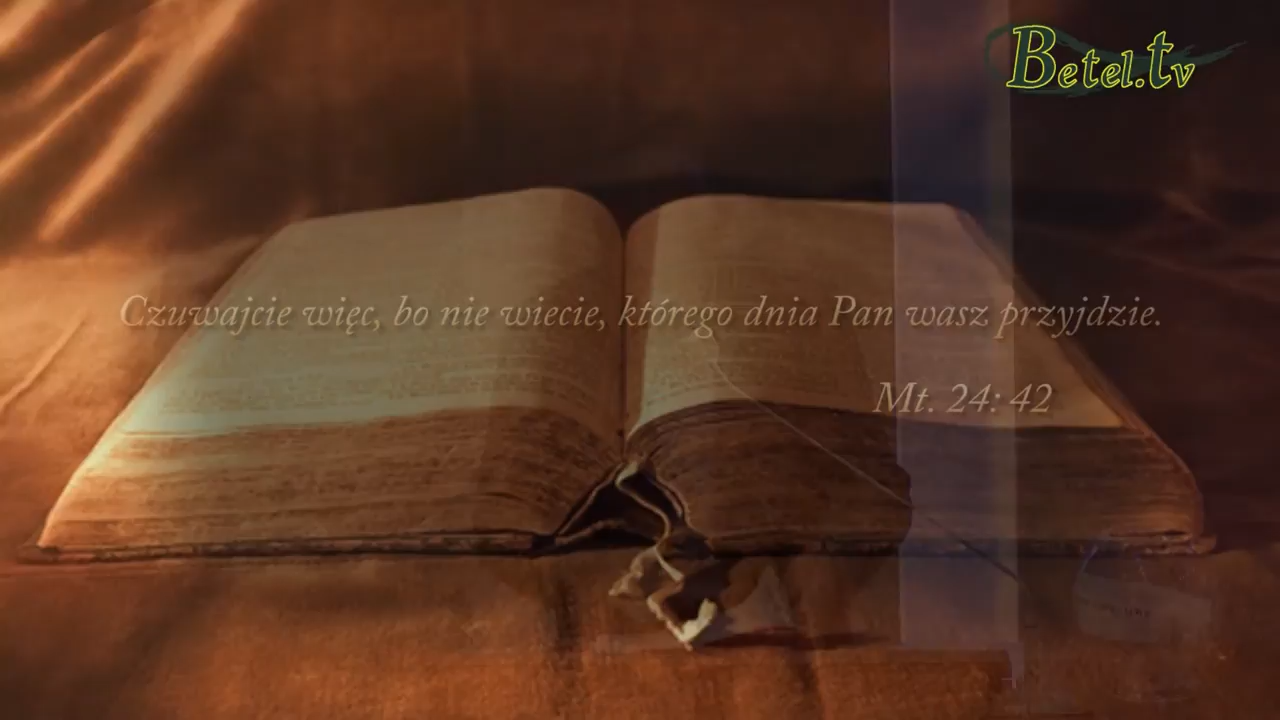 Betel.tv
Czuwajcie więc, bo nie wiecie, którego dnia Pan wasz przyjdzie.
Mt. 24: 42